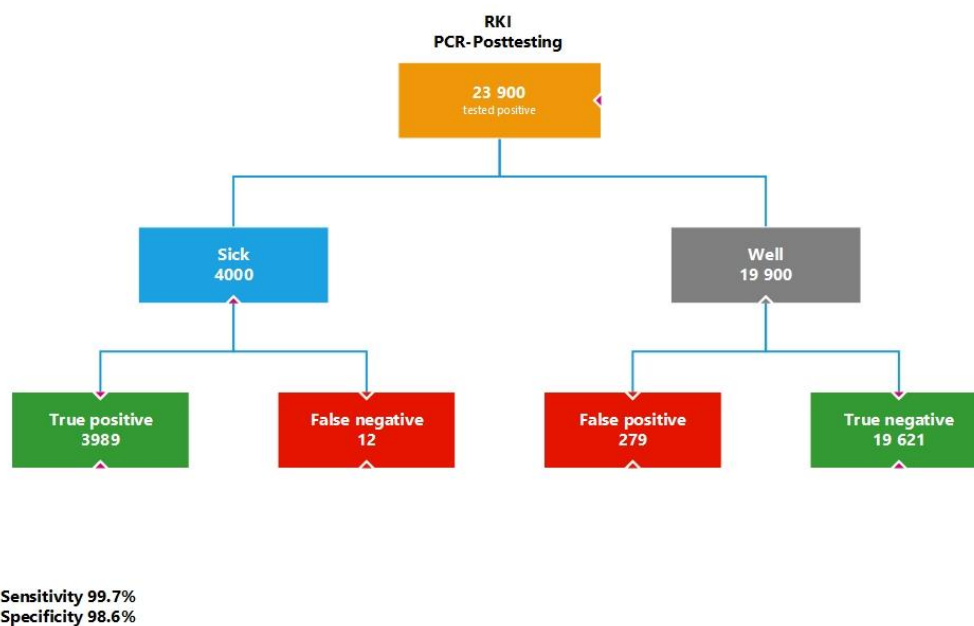 RKI
PCR-Posttesting
23 900
tested positive
Sick
4000
Well
19 900
True positive
3989
False negative
12
False positive
279
True negative
19 621
Sensitivity 99.7%
Specificity 98.6%